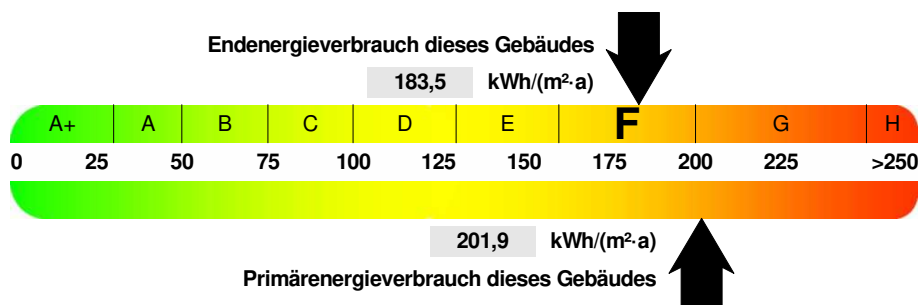 Endenergieverbrauch dieses Gebäudes
183,5 kWh/(m²·a)
A+ A B C D E F G H
0 25 50 75 100 125 150 175 200 225 >250
201,9 kWh/(m²·a)
Primärenergieverbrauch dieses Gebäudes